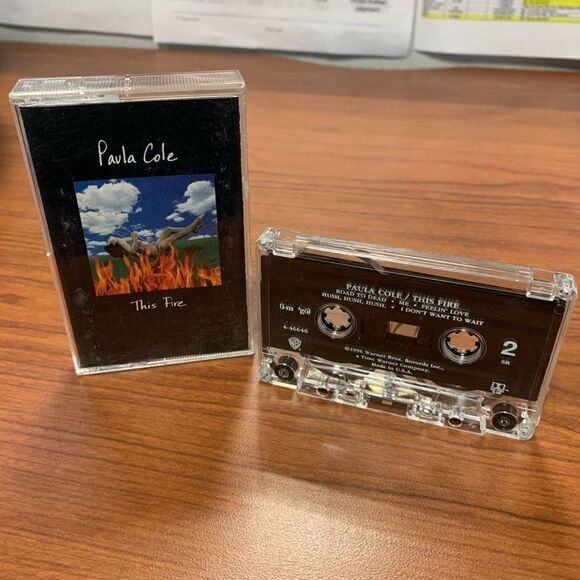 Paula Cole
This Fire
PAULA COLE / THIS FIRE
ROAD TO DEAD • ME • FEELIN' LOVE
HUSH, HUSH, HUSH. • I DON'T WANT TO WAIT
(i-m 'gō)
4-46646
2
SR
©1996 Warner Bros. Records Inc.,
a Time Warner Company.
Made in U.S.A.